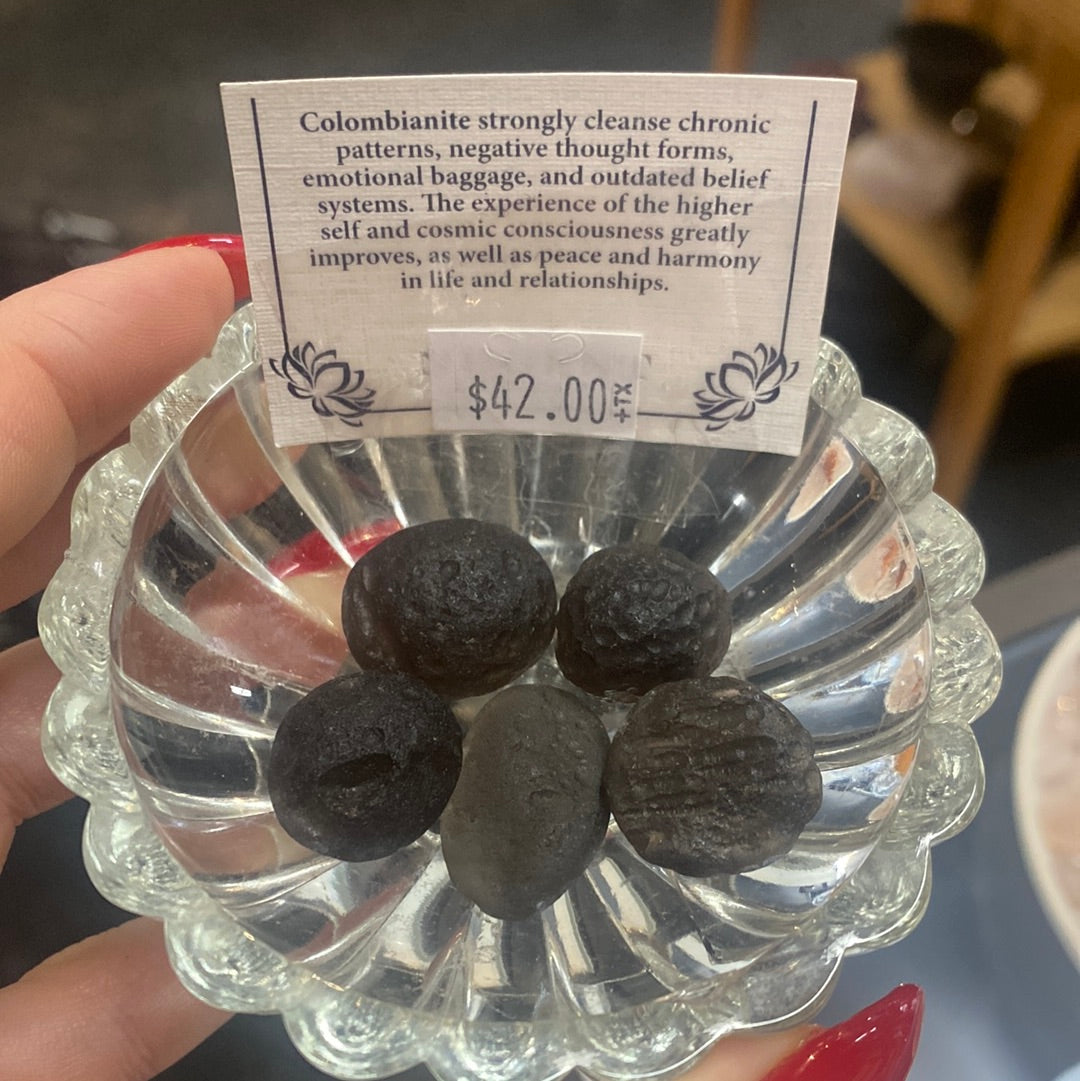 Colombianite strongly cleanse chronic
patterns, negative thought forms,
emotional baggage, and outdated belief
systems. The experience of the higher
self and cosmic consciousness greatly
improves, as well as peace and harmony
in life and relationships.
$42.00 +TX